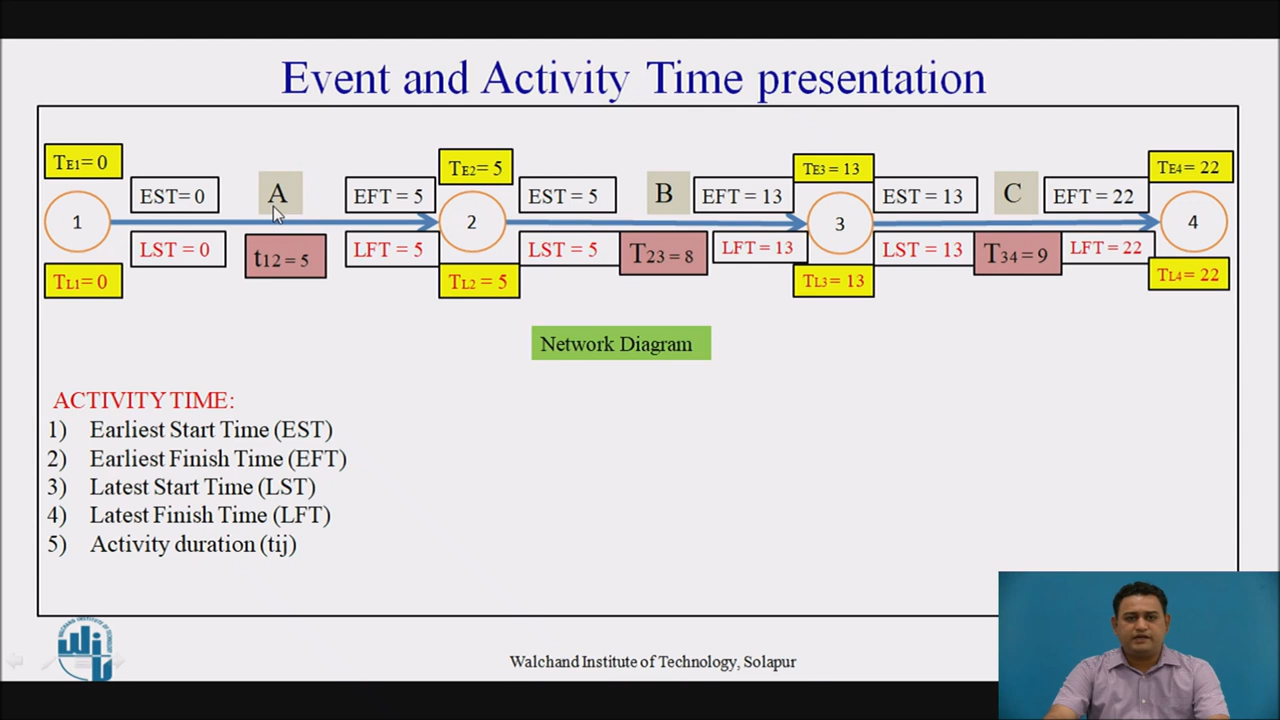 Event and Activity Time presentation
TE1= 0
EST= 0
A
EFT = 5
TE2= 5
EST = 5
B
EFT = 13
TE3 = 13
EST = 13
C
EFT = 22
TE4 = 22
1
2
3
4
LST = 0
t12 = 5
LFT = 5
LST = 5
T23 = 8
LFT = 13
LST = 13
T34 = 9
LFT = 22
TL1= 0
TL2 = 5
TL3 = 13
TL4 = 22
Network Diagram
ACTIVITY TIME:
1) Earliest Start Time (EST)
2) Earliest Finish Time (EFT)
3) Latest Start Time (LST)
4) Latest Finish Time (LFT)
5) Activity duration (tij)
Walchand Institute of Technology, Solapur